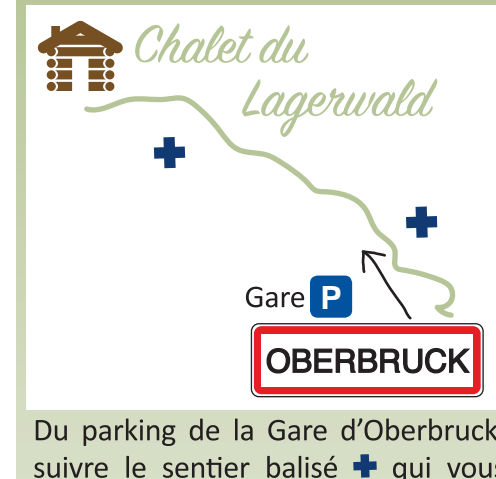 Chalet du
Lagerwald
Gare P
OBERBRUCK
Du parking de la Gare d'Oberbruck
suivre le sentier balisé ✚ qui vous